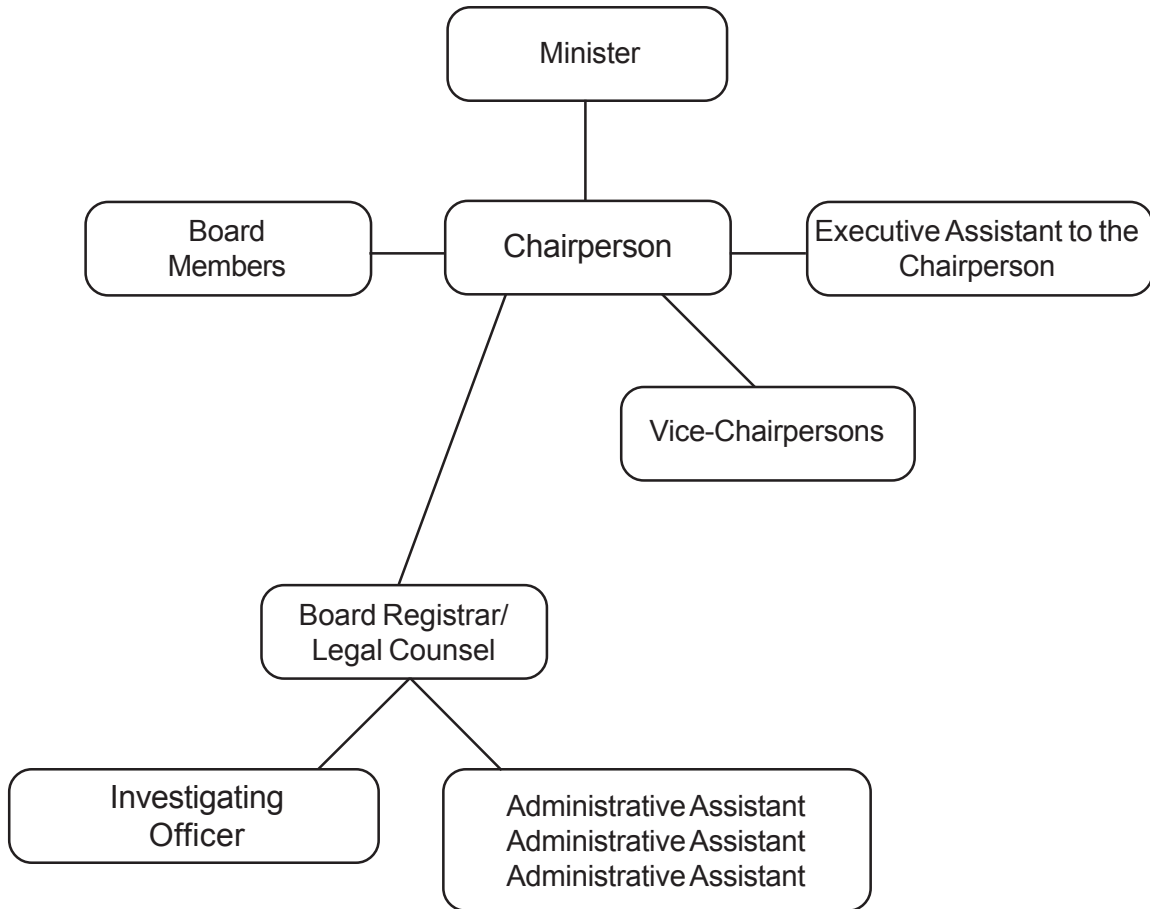 Minister
Board
Members
Chairperson
Executive Assistant to the
Chairperson
Vice-Chairpersons
Board Registrar/
Legal Counsel
Investigating
Officer
Administrative Assistant
Administrative Assistant
Administrative Assistant